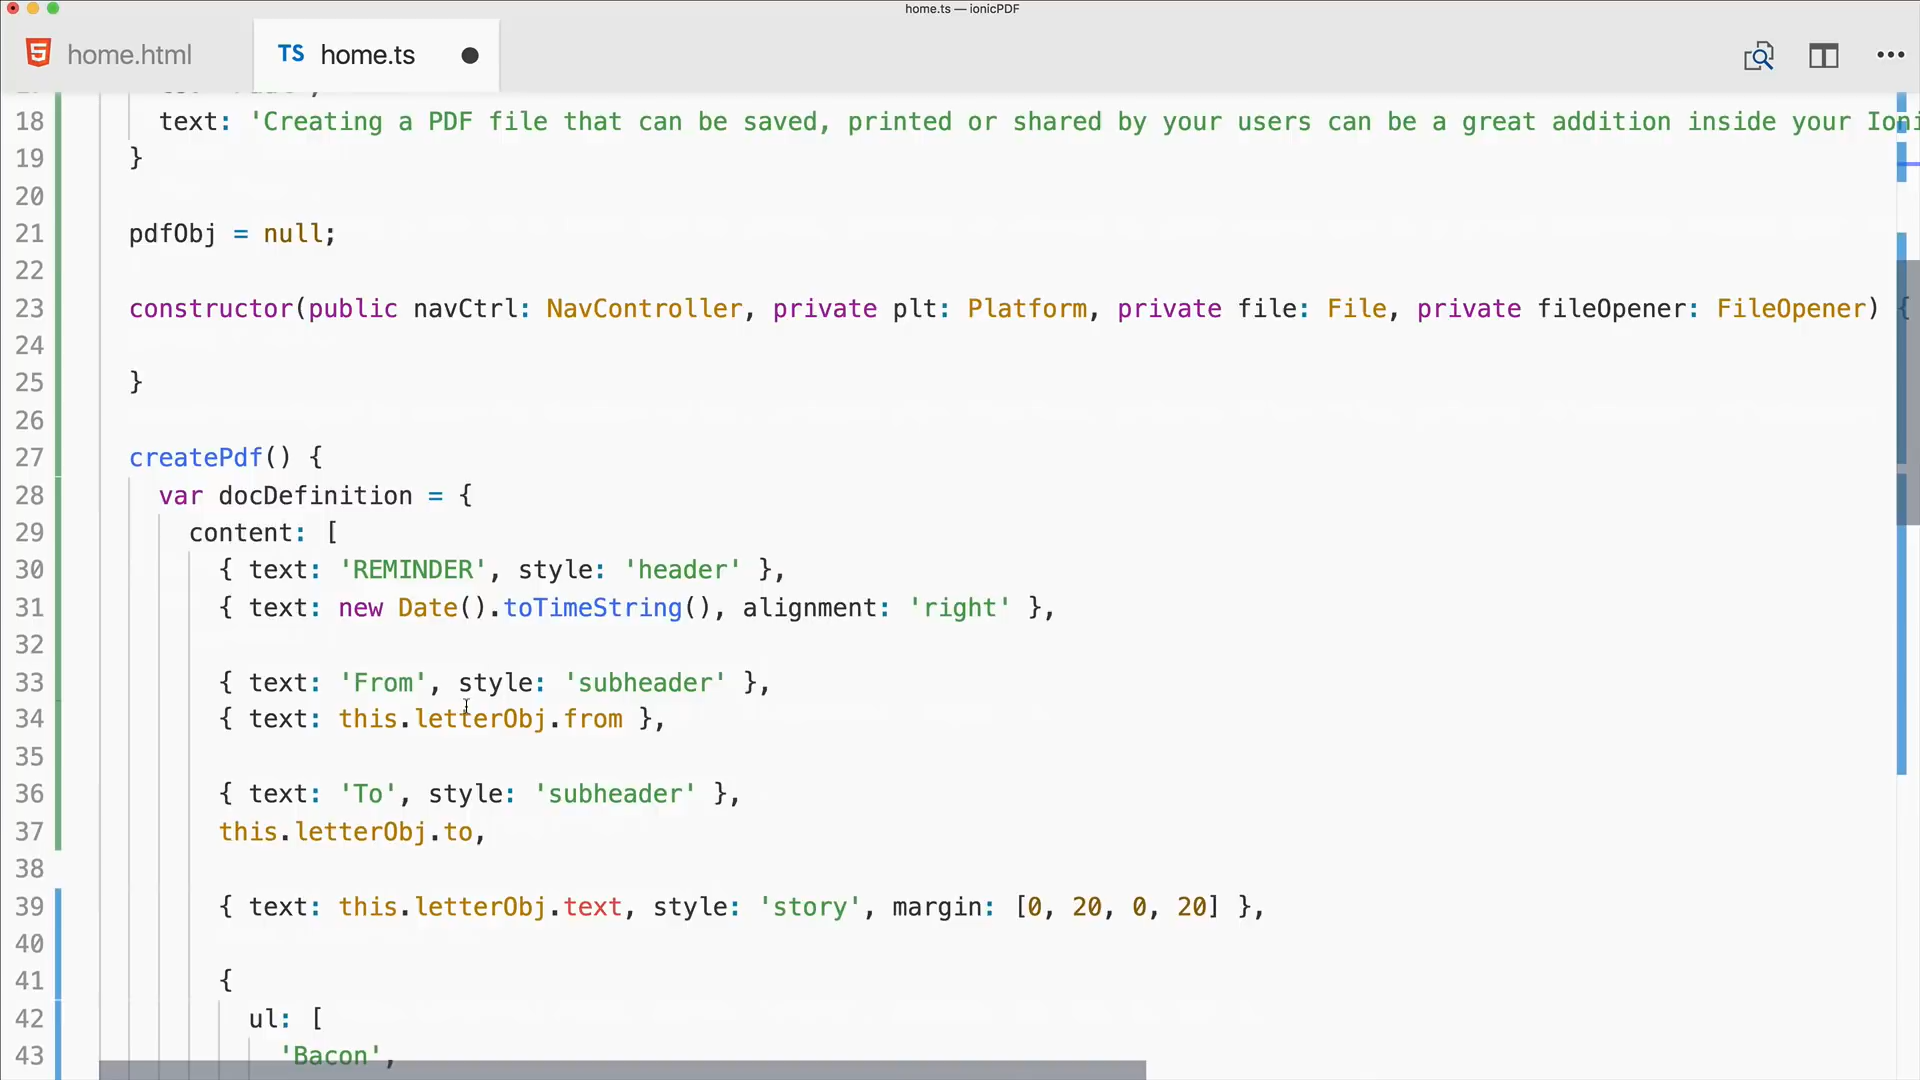 home.ts — ionicPDF
home.html
TS home.ts
18 text: 'Creating a PDF file that can be saved, printed or shared by your users can be a great addition inside your Ioni
19 }
20
21 pdfObj = null;
22
23 constructor(public navCtrl: NavController, private plt: Platform, private file: File, private fileOpener: FileOpener) {
24
25 }
26
27 createPdf() {
28 var docDefinition = {
29 content: [
30 { text: 'REMINDER', style: 'header' },
31 { text: new Date().toTimeString(), alignment: 'right' },
32
33 { text: 'From', style: 'subheader' },
34 { text: this.letterObj.from },
35
36 { text: 'To', style: 'subheader' },
37 this.letterObj.to,
38
39 { text: this.letterObj.text, style: 'story', margin: [0, 20, 0, 20] },
40
41 {
42 ul: [
43 'Bacon',